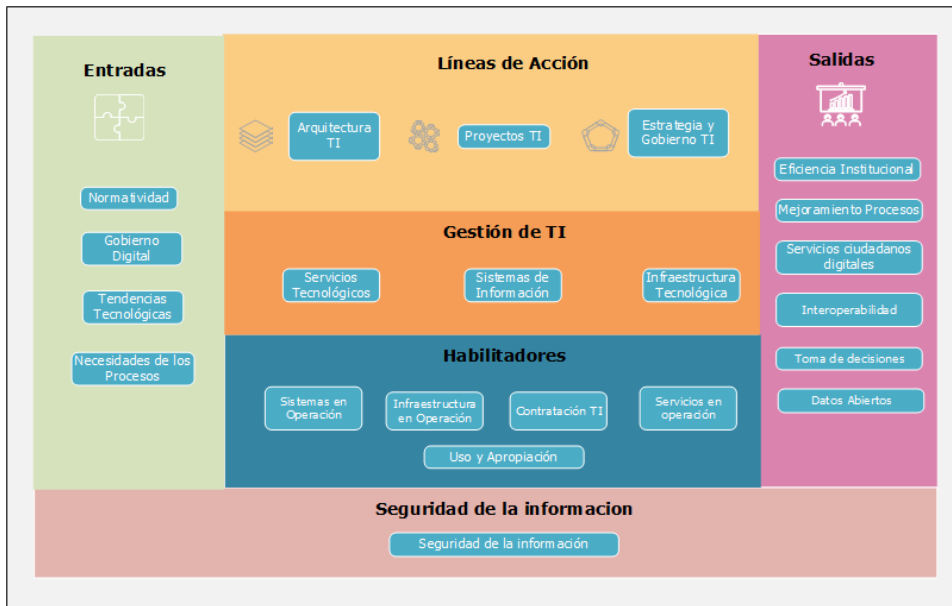 Entradas
Normatividad
Gobierno
Digital
Tendencias
Tecnológicas
Necesidades de los
Procesos
Líneas de Acción
Arquitectura
TI
Proyectos TI
Estrategia y
Gobierno TI
Gestión de TI
Servicios
Tecnológicos
Sistemas de
Información
Infraestructura
Tecnológica
Habilitadores
Sistemas en
Operación
Infraestructura
en Operación
Contratación TI
Servicios en
operación
Uso y Apropiación
Salidas
Eficiencia Institucional
Mejoramiento Procesos
Servicios ciudadanos
digitales
Interoperabilidad
Toma de decisiones
Datos Abiertos
Seguridad de la informacion
Seguridad de la información